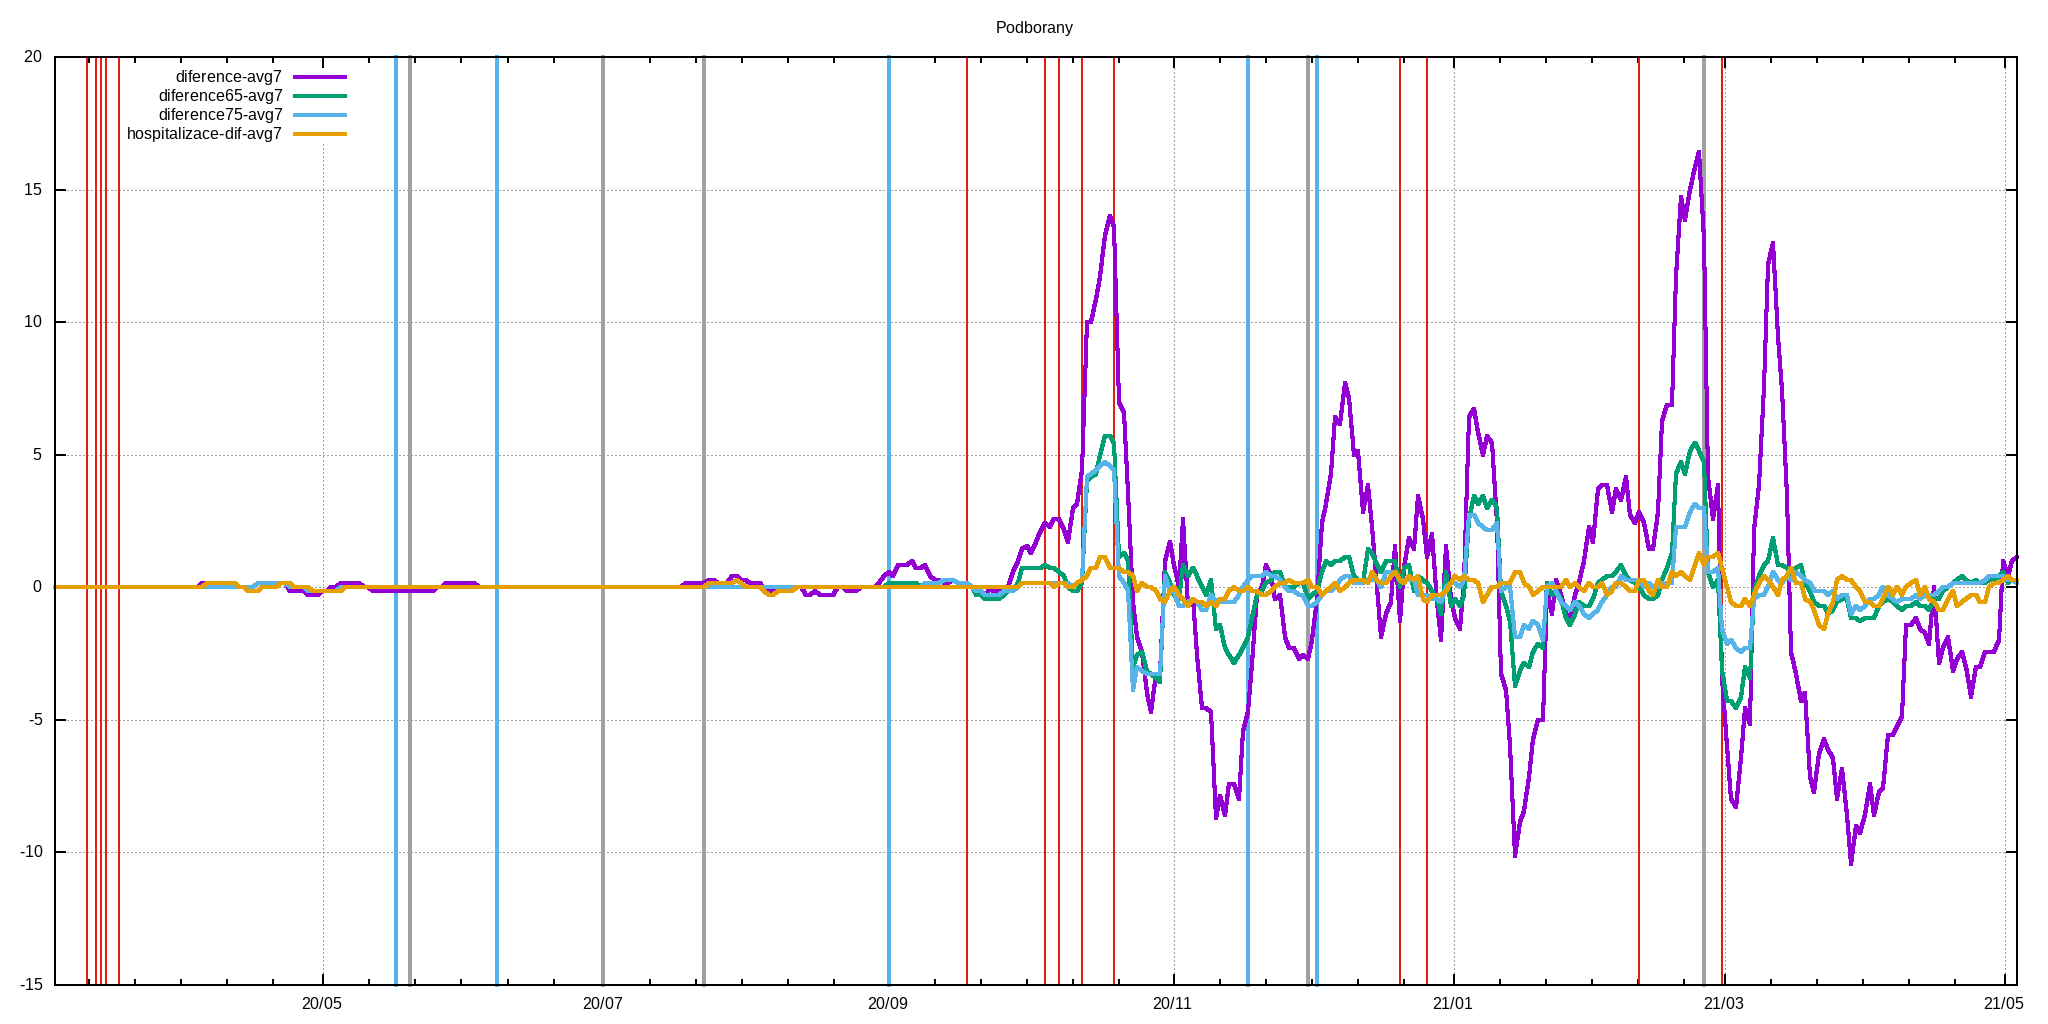 Podborany
20
diference-avg7
diference65-avg7
diference75-avg7
hospitalizace-dif-avg7
15
10
5
0
-5
-10
-15
20/05 20/07 20/09 20/11 21/01 21/03 21/05